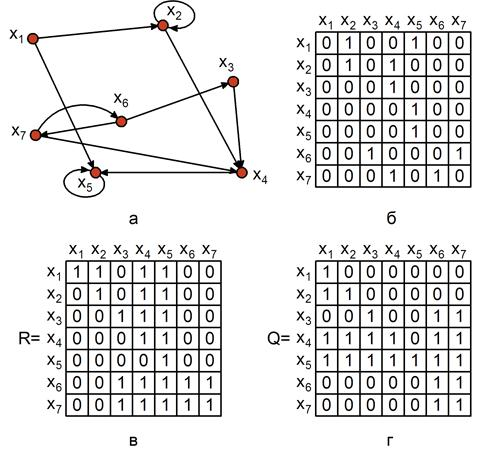 x₁
x₂
x₃
x₆
x₇
x₅
x₄
а
x₁ x₂ x₃ x₄ x₅ x₆ x₇
x₁ 0 1 0 0 1 0 0
x₂ 0 1 0 1 0 0 0
x₃ 0 0 0 1 0 0 0
x₄ 0 0 0 0 1 0 0
x₅ 0 0 0 0 1 0 0
x₆ 0 0 1 0 0 0 1
x₇ 0 0 0 1 0 1 0
б
x₁ x₂ x₃ x₄ x₅ x₆ x₇
x₁ 1 1 0 1 1 0 0
x₂ 0 1 0 1 1 0 0
x₃ 0 0 1 1 1 0 0
R= x₄ 0 0 0 1 1 0 0
x₅ 0 0 0 0 1 0 0
x₆ 0 0 1 1 1 1 1
x₇ 0 0 1 1 1 1 1
в
x₁ x₂ x₃ x₄ x₅ x₆ x₇
x₁ 1 0 0 0 0 0 0
x₂ 1 1 0 0 0 0 0
x₃ 0 0 1 0 0 1 1
Q= x₄ 1 1 1 1 0 1 1
x₅ 1 1 1 1 1 1 1
x₆ 0 0 0 0 0 1 1
x₇ 0 0 0 0 0 1 1
г